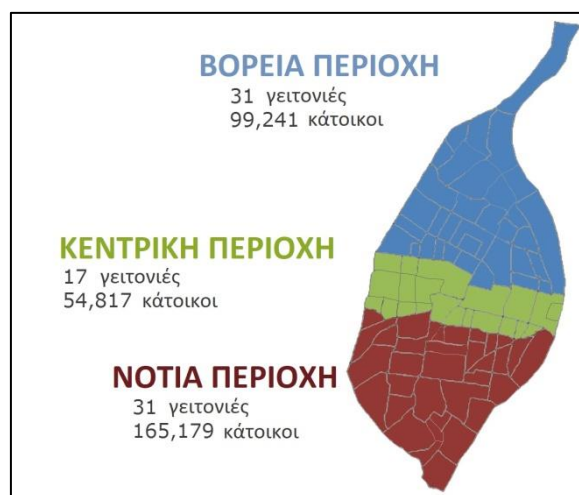 ΒΟΡΕΙΑ ΠΕΡΙΟΧΗ
31 γειτονιές
99,241 κάτοικοι
ΚΕΝΤΡΙΚΗ ΠΕΡΙΟΧΗ
17 γειτονιές
54,817 κάτοικοι
ΝΟΤΙΑ ΠΕΡΙΟΧΗ
31 γειτονιές
165,179 κάτοικοι